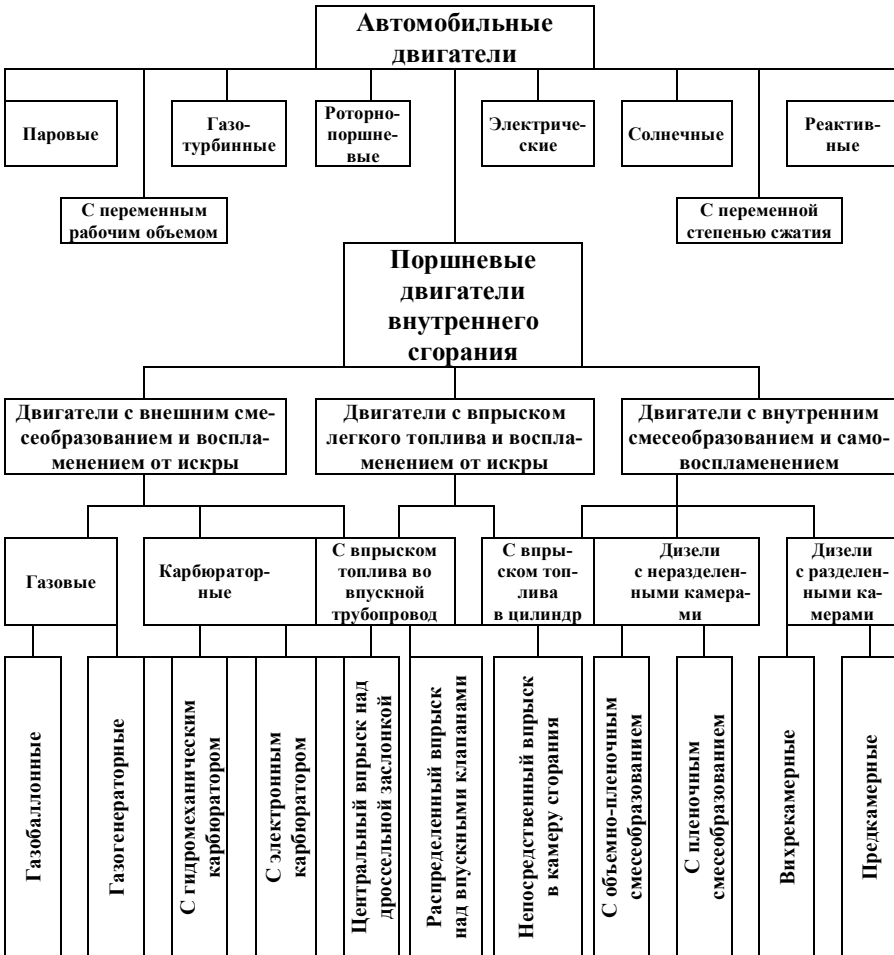 Автомобильные
двигатели
Паровые
Газо-
турбинные
Роторно-
поршне-
вые
Электриче-
ские
Солнечные
Реактив-
ные
С переменным
рабочим объемом
С переменной
степенью сжатия
Поршневые
двигатели
внутреннего
сгорания
Двигатели с внешним сме-
сеобразованием и воспла-
менением от искры
Двигатели с впрыском
легкого топлива и воспла-
менением от искры
Двигатели с внутренним
смесеобразованием и само-
воспламенением
Газовые
Карбюратор-
ные
С впрыском
топлива во
впускной
трубопровод
С впры-
ском топ-
лива
в цилиндр
Дизели
с неразделен-
ными камера-
ми
Дизели
с разделен-
ными ка-
мерами
Газобаллонные
Газогенераторные
С гидромеханическим
карбюратором
С электронным
карбюратором
Центральный впрыск над
дроссельной заслонкой
Распределенный впрыск
над впускными клапанами
Непосредственный впрыск
в камеру сгорания
С объемно-пленочным
смесеобразованием
С пленочным
смесеобразованием
Вихрекамерные
Предкамерные